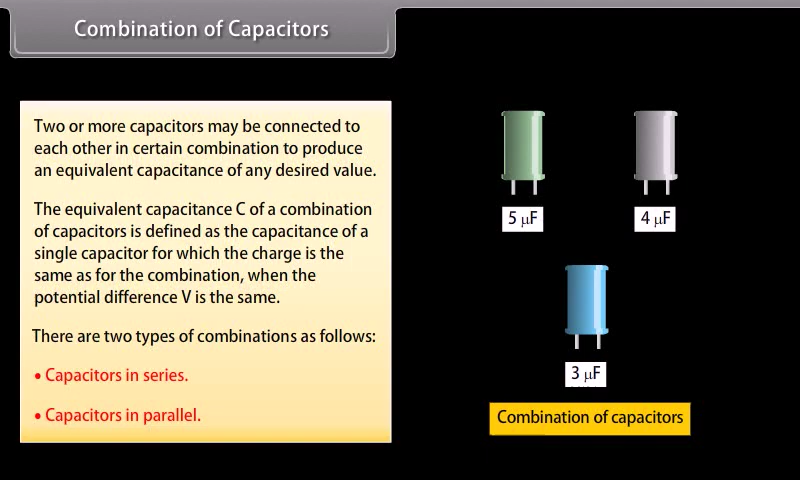 Combination of Capacitors
Two or more capacitors may be connected to
each other in certain combination to produce
an equivalent capacitance of any desired value.
The equivalent capacitance C of a combination
of capacitors is defined as the capacitance of a
single capacitor for which the charge is the
same as for the combination, when the
potential difference V is the same.
There are two types of combinations as follows:
• Capacitors in series.
• Capacitors in parallel.
5 µF
4 µF
3 µF
Combination of capacitors